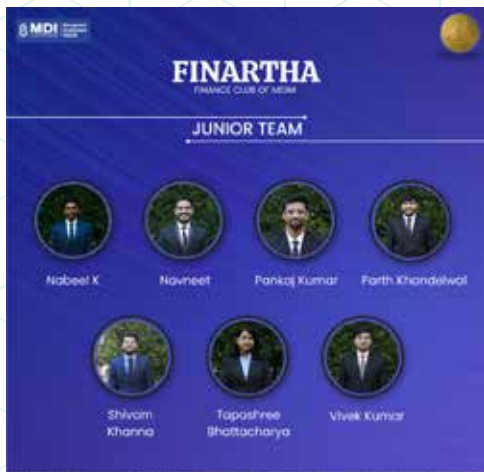 MDI
FINARTHA
FINANCE CLUB OF MDIM
JUNIOR TEAM
Nabeel K
Navneet
Pankaj Kumar
Parth Khandelwal
Shivam
Khanna
Tapashree
Bhattacharya
Vivek Kumar